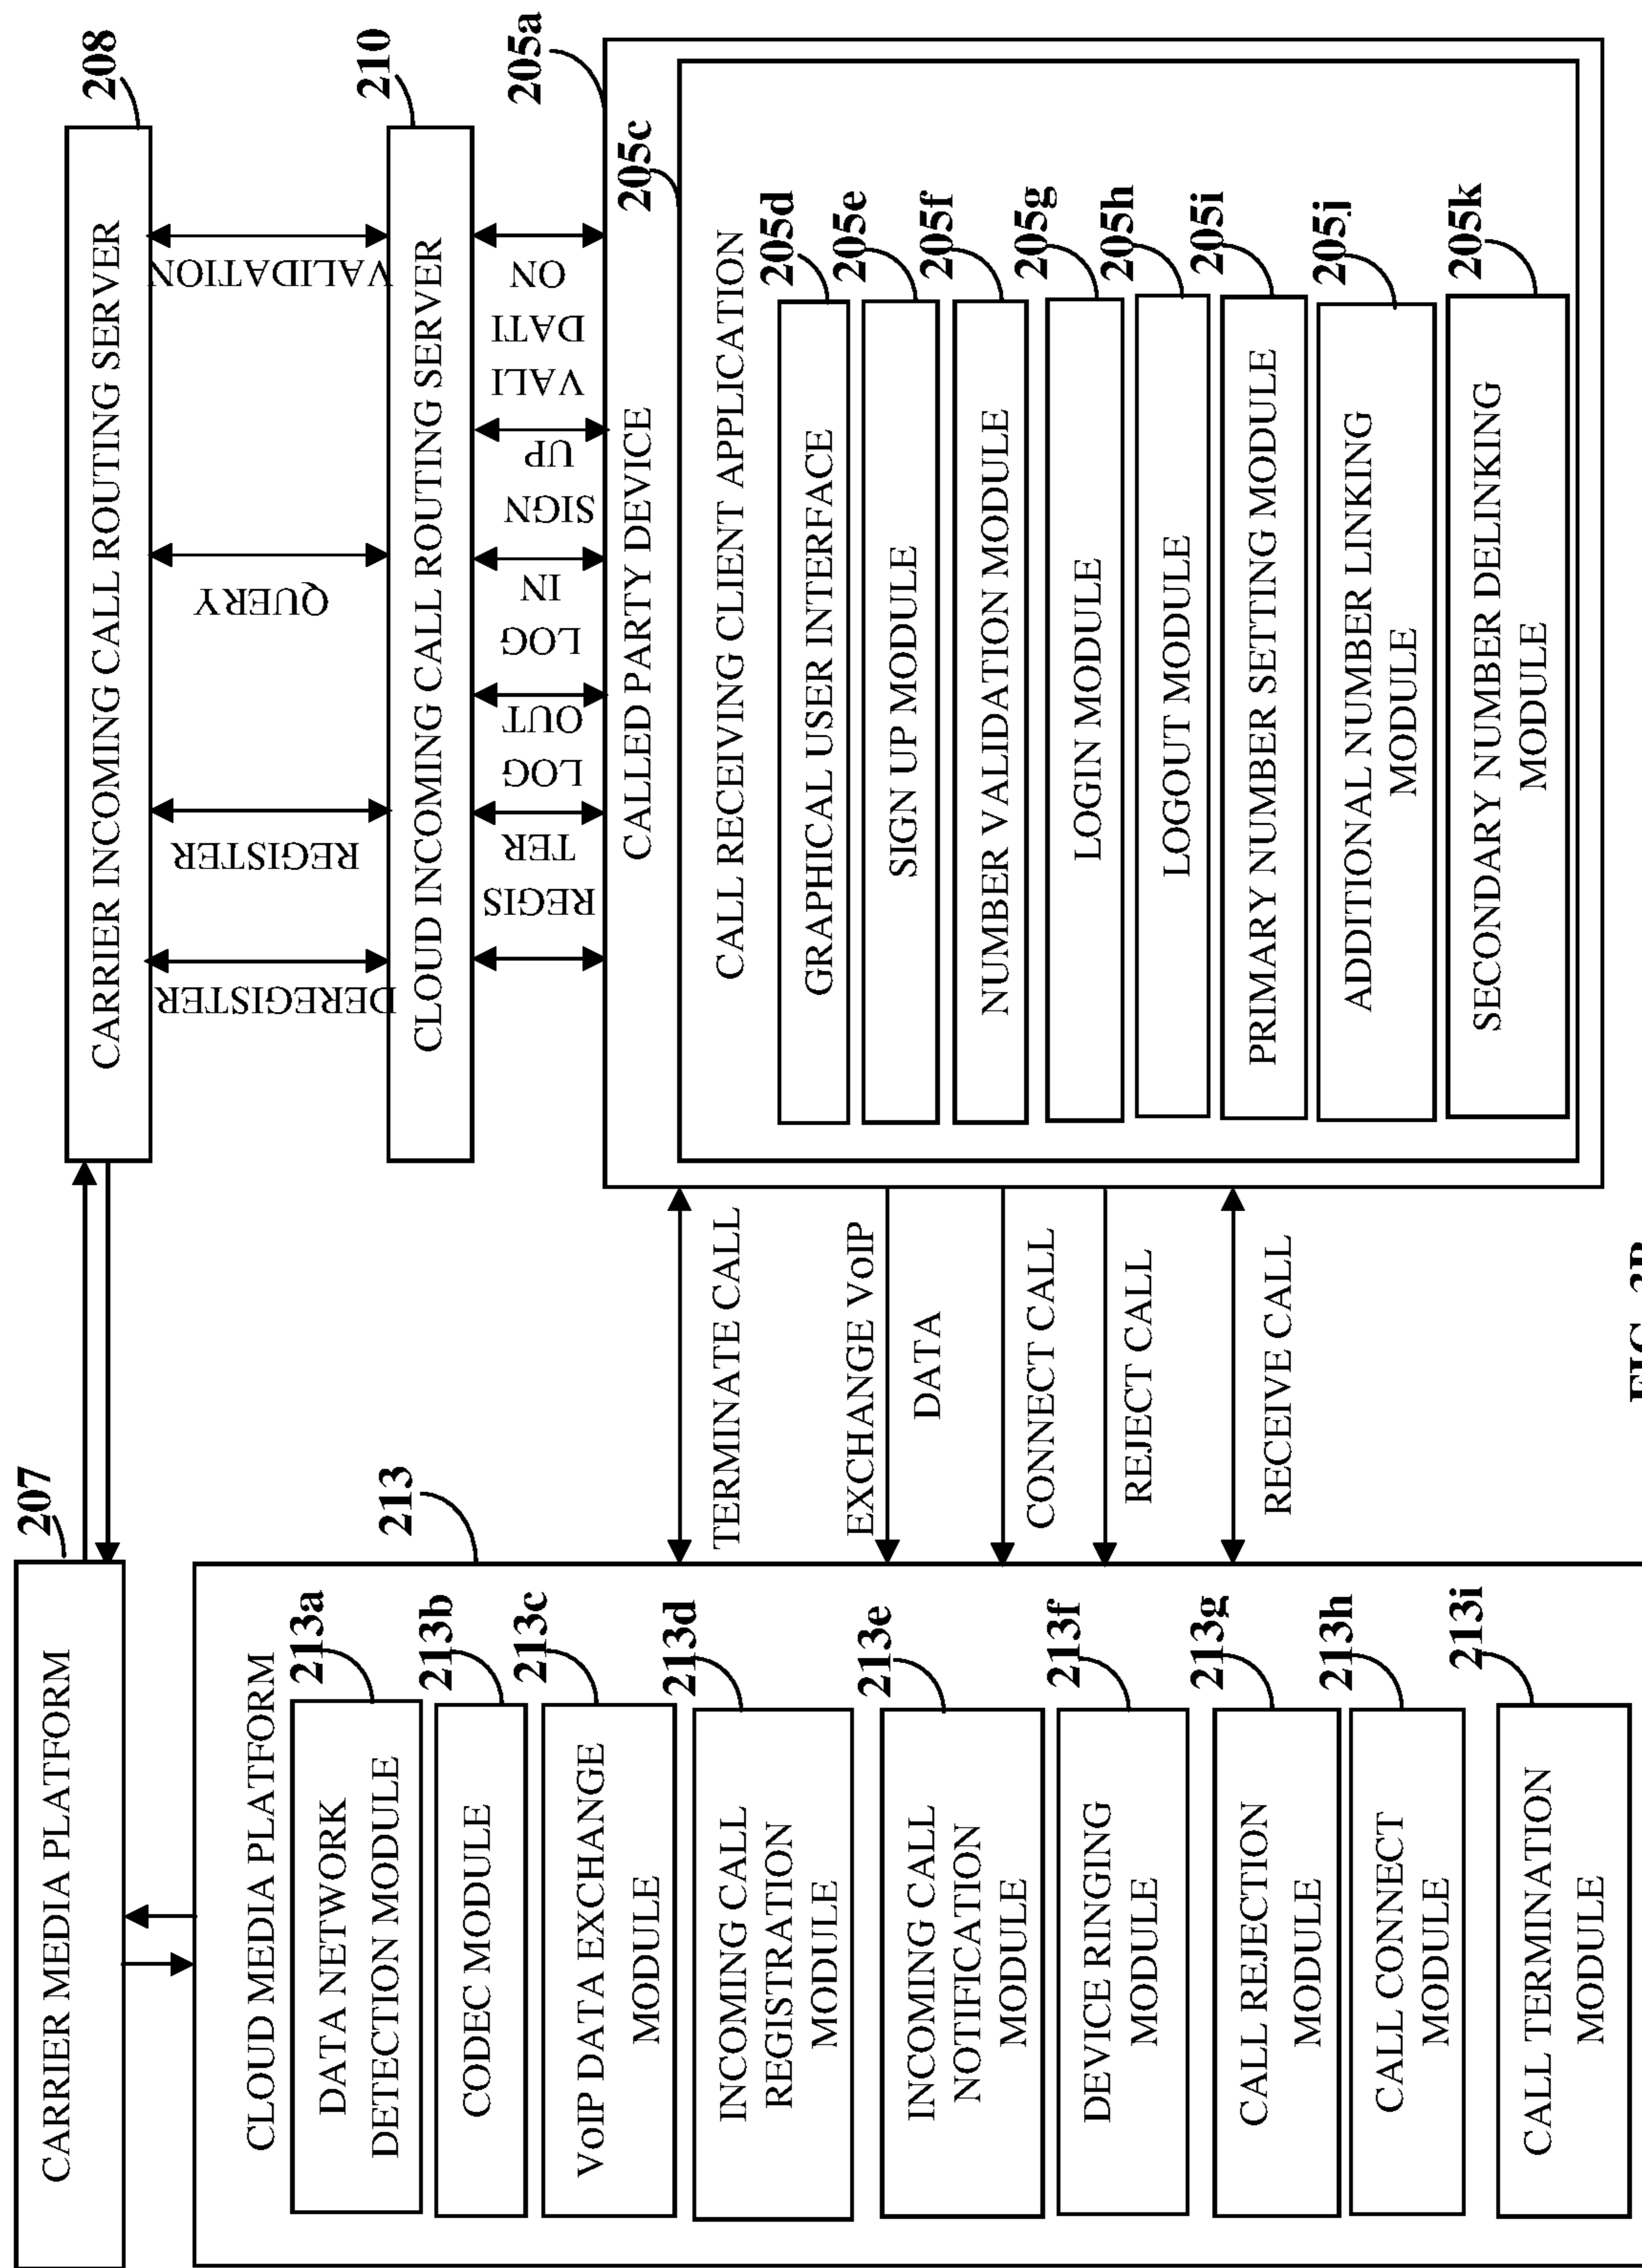 CARRIER MEDIA PLATFORM
207
CLOUD MEDIA PLATFORM
213
DATA NETWORK
DETECTION MODULE
213a
CODEC MODULE
213b
VoIP DATA EXCHANGE
MODULE
213c
INCOMING CALL
REGISTRATION
MODULE
213d
INCOMING CALL
NOTIFICATION
MODULE
213e
DEVICE RINGING
MODULE
213f
CALL REJECTION
MODULE
213g
CALL CONNECT
MODULE
213h
CALL TERMINATION
MODULE
213i
TERMINATE CALL
EXCHANGE VoIP
DATA
CONNECT CALL
REJECT CALL
RECEIVE CALL
CARRIER INCOMING CALL ROUTING SERVER
208
DEREGISTER
REGISTER
QUERY
VALIDATION
CLOUD INCOMING CALL ROUTING SERVER
210
REGIS
TER
LOG
OUT
LOG
IN
SIGN
UP
VALI
DATI
ON
CALLED PARTY DEVICE
205a
CALL RECEIVING CLIENT APPLICATION
205c
GRAPHICAL USER INTERFACE
205d
SIGN UP MODULE
205e
NUMBER VALIDATION MODULE
205f
LOGIN MODULE
205g
LOGOUT MODULE
205h
PRIMARY NUMBER SETTING MODULE
205i
ADDITIONAL NUMBER LINKING
MODULE
205j
SECONDARY NUMBER DELINKING
MODULE
205k